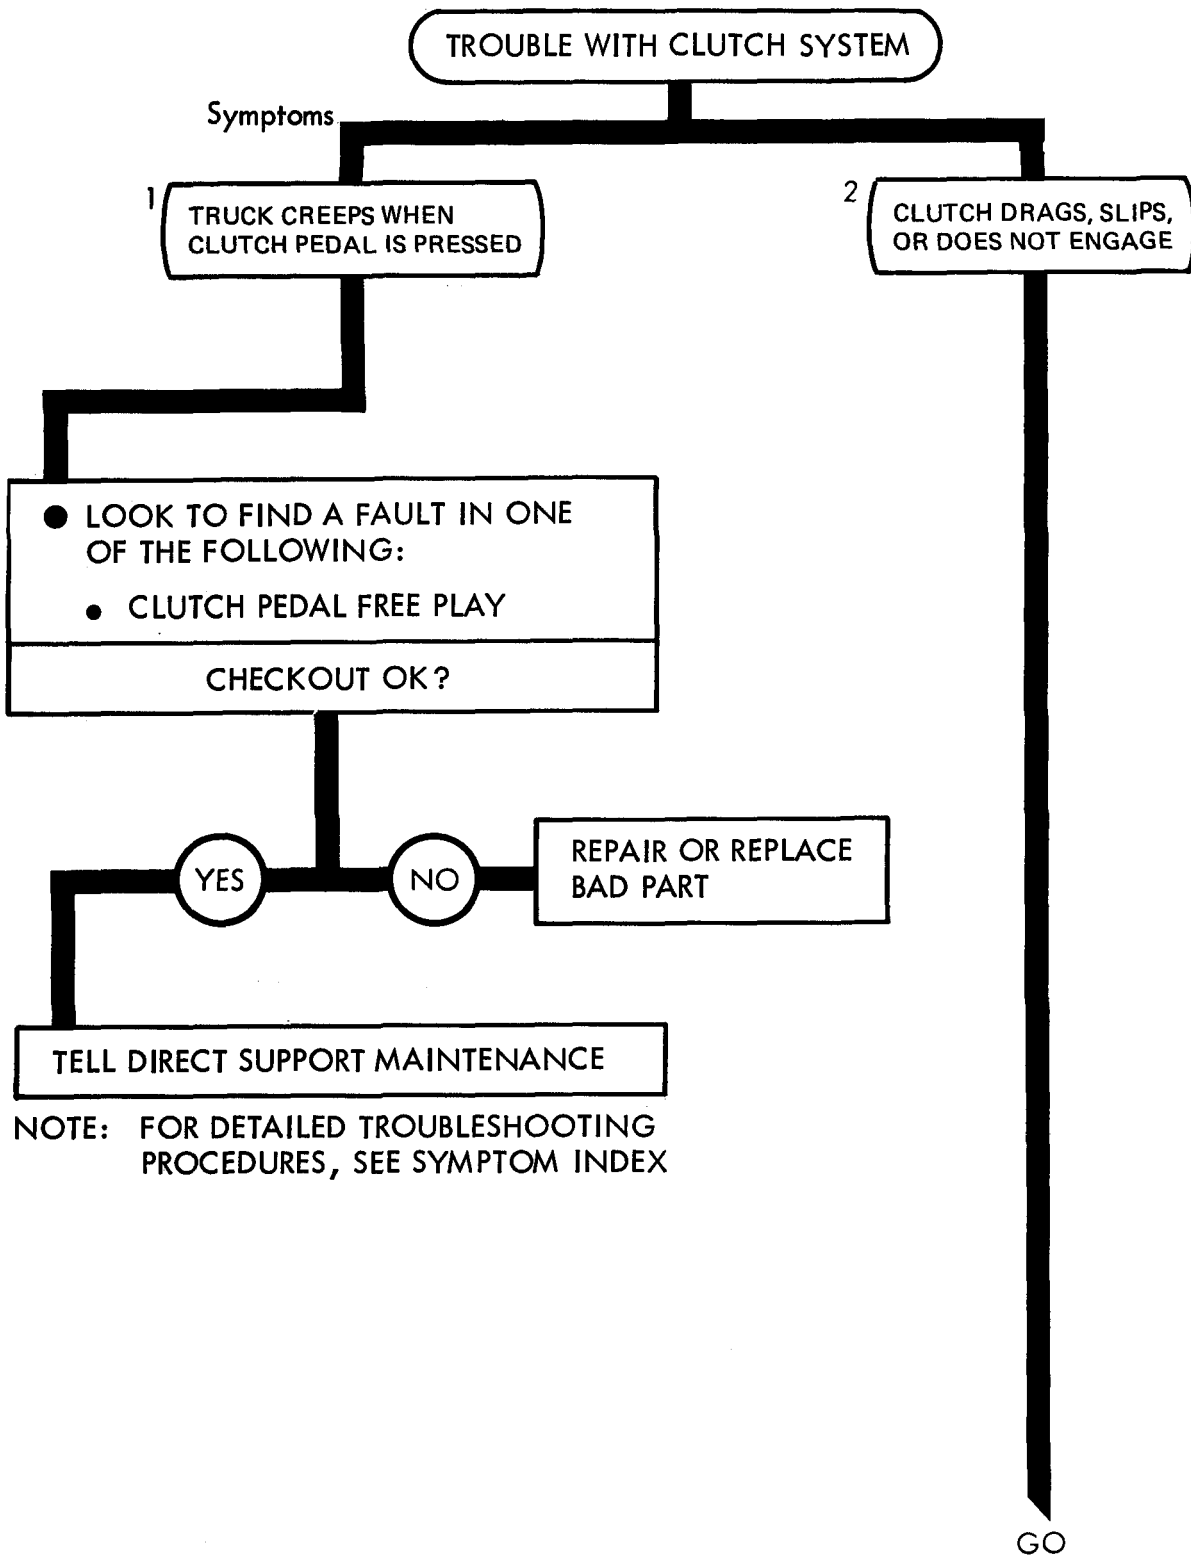 TROUBLE WITH CLUTCH SYSTEM
Symptoms
1
TRUCK CREEPS WHEN
CLUTCH PEDAL IS PRESSED
2
CLUTCH DRAGS, SLIPS,
OR DOES NOT ENGAGE
● LOOK TO FIND A FAULT IN ONE
OF THE FOLLOWING:
● CLUTCH PEDAL FREE PLAY
CHECKOUT OK?
YES
NO
REPAIR OR REPLACE
BAD PART
TELL DIRECT SUPPORT MAINTENANCE
NOTE: FOR DETAILED TROUBLESHOOTING
PROCEDURES, SEE SYMPTOM INDEX
GO